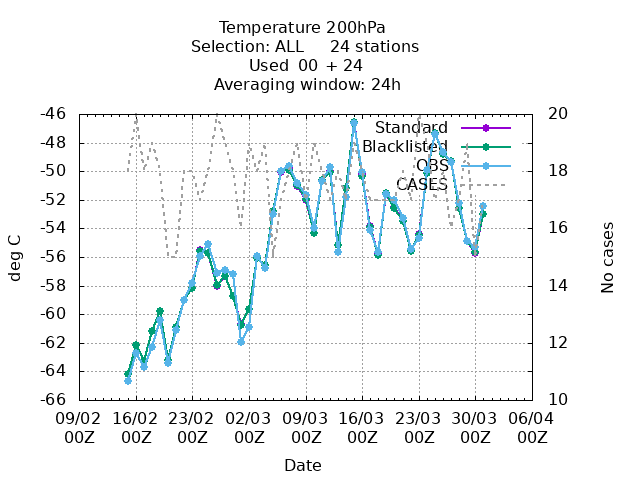 Temperature 200hPa
Selection: ALL 24 stations
Used 00 + 24
Averaging window: 24h
-46
-48
-50
-52
-54
-56
-58
-60
-62
-64
-66
deg C
20
18
16
14
12
10
No cases
Standard
Blacklisted
OBS
CASES
09/02 16/02 23/02 02/03 09/03 16/03 23/03 30/03 06/04
00Z 00Z 00Z 00Z 00Z 00Z 00Z 00Z 00Z
Date